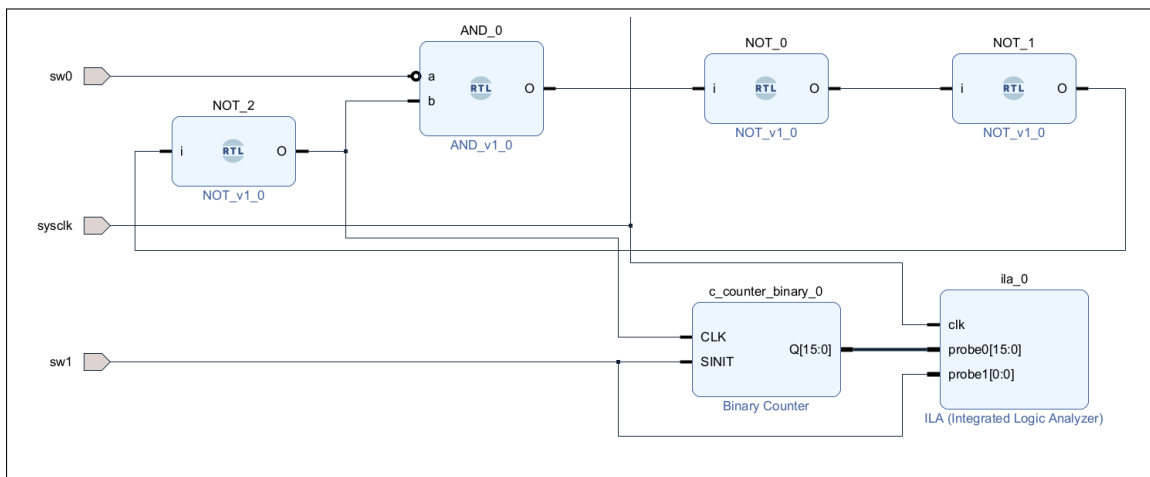 AND_0
NOT_0
NOT_1
sw0
a
b
RTL
O
AND_v1_0
i
RTL
O
NOT_v1_0
i
RTL
O
NOT_v1_0
NOT_2
i
RTL
O
NOT_v1_0
sysclk
c_counter_binary_0
ila_0
sw1
CLK
SINIT
Q[15:0]
Binary Counter
clk
probe0[15:0]
probe1[0:0]
ILA (Integrated Logic Analyzer)